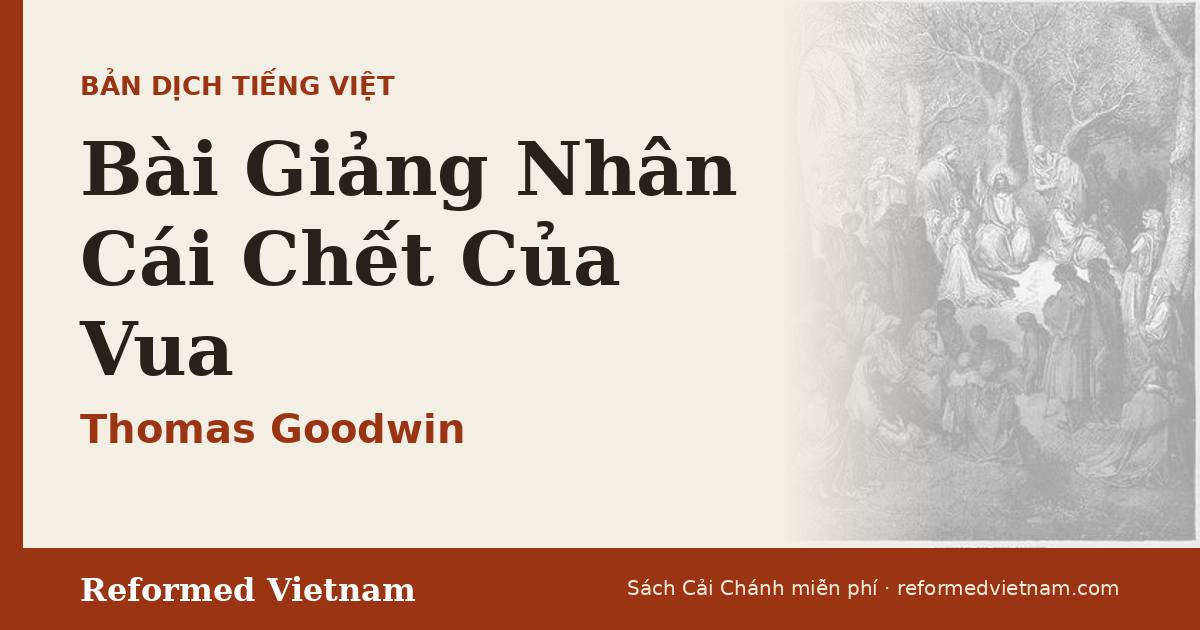 BẢN DỊCH TIẾNG VIỆT
Bài Giảng Nhân
Cái Chết Của
Vua
Thomas Goodwin
Reformed Vietnam
Sách Cải Chánh miễn phí · reformedvietnam.com